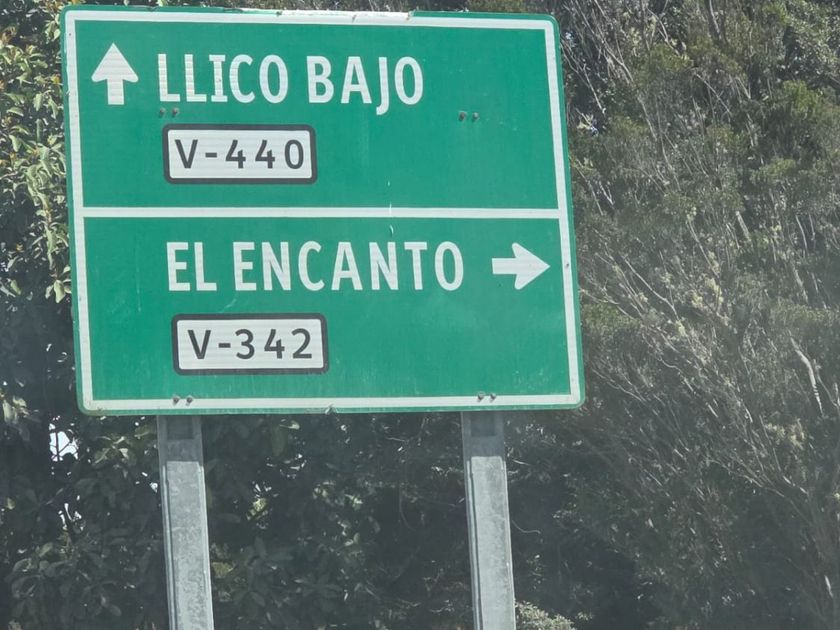 LLICO BAJO
V-440
EL ENCANTO
V-342